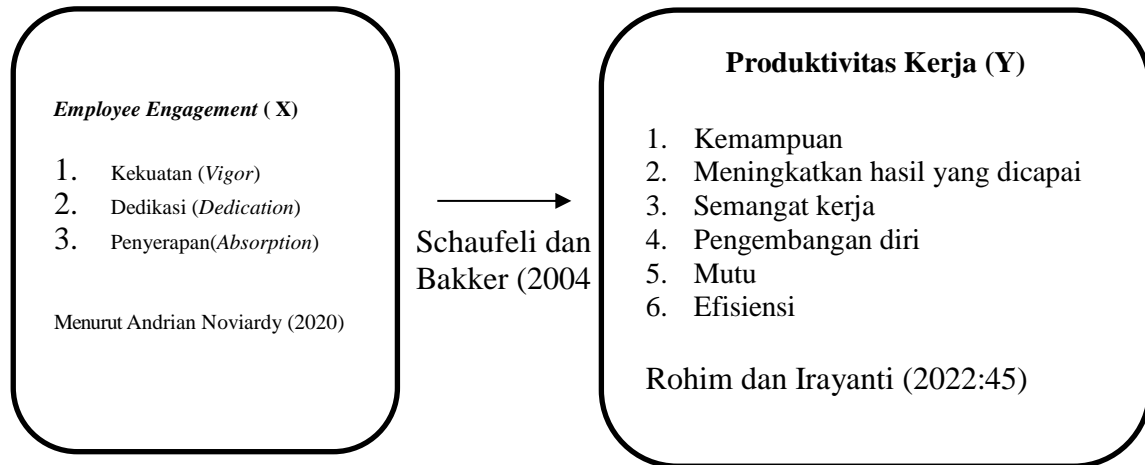 Employee Engagement ( X)
1. Kekuatan (Vigor)
2. Dedikasi (Dedication)
3. Penyerapan(Absorption)
Menurut Andrian Noviardy (2020)
Schaufeli dan
Bakker (2004
Produktivitas Kerja (Y)
1. Kemampuan
2. Meningkatkan hasil yang dicapai
3. Semangat kerja
4. Pengembangan diri
5. Mutu
6. Efisiensi
Rohim dan Irayanti (2022:45)